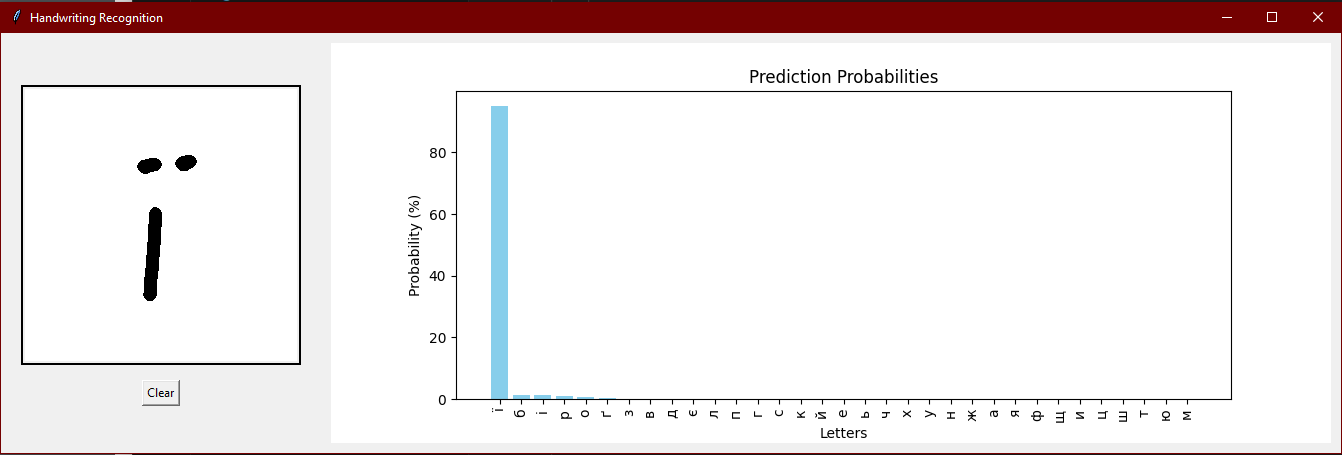 Handwriting Recognition
ї
Clear
Prediction Probabilities
Probability (%)
80
60
40
20
0
ї б і р о ґ з в д є л п г с к й е ь ч х у н ж а я ф щ и ц ш т ю м
Letters